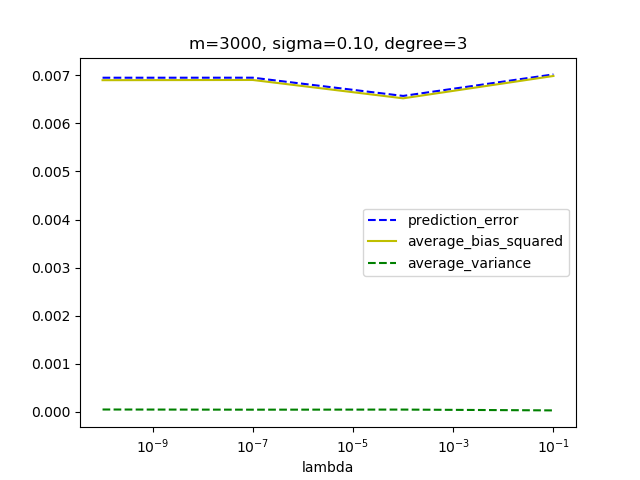 m=3000, sigma=0.10, degree=3
0.007
0.006
0.005
0.004
0.003
0.002
0.001
0.000
prediction_error
average_bias_squared
average_variance
10⁻⁹
10⁻⁷
10⁻⁵
10⁻³
10⁻¹
lambda